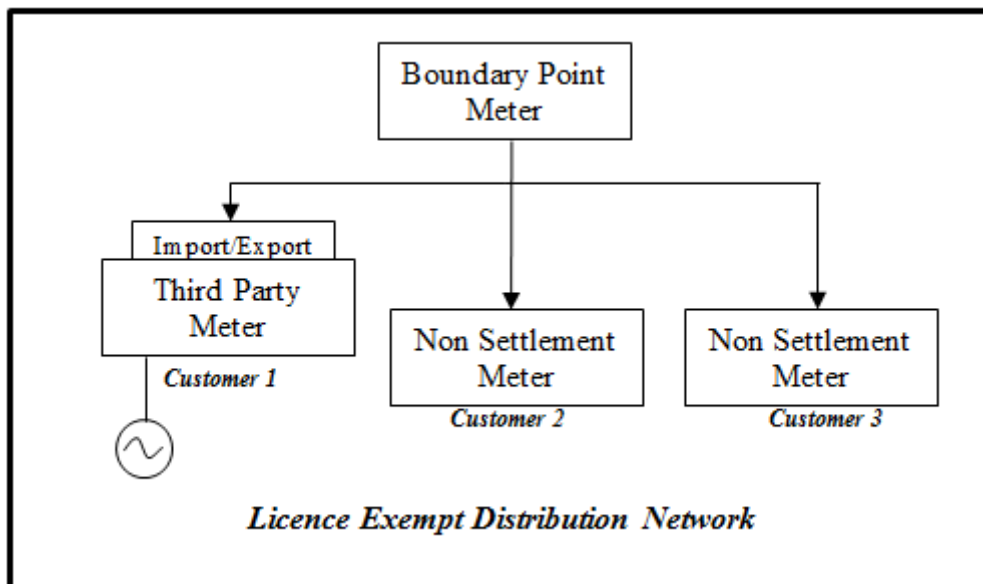 Boundary Point
Meter
Import/Export
Third Party
Meter
Customer 1
Non Settlement
Meter
Customer 2
Non Settlement
Meter
Customer 3
Licence Exempt Distribution Network